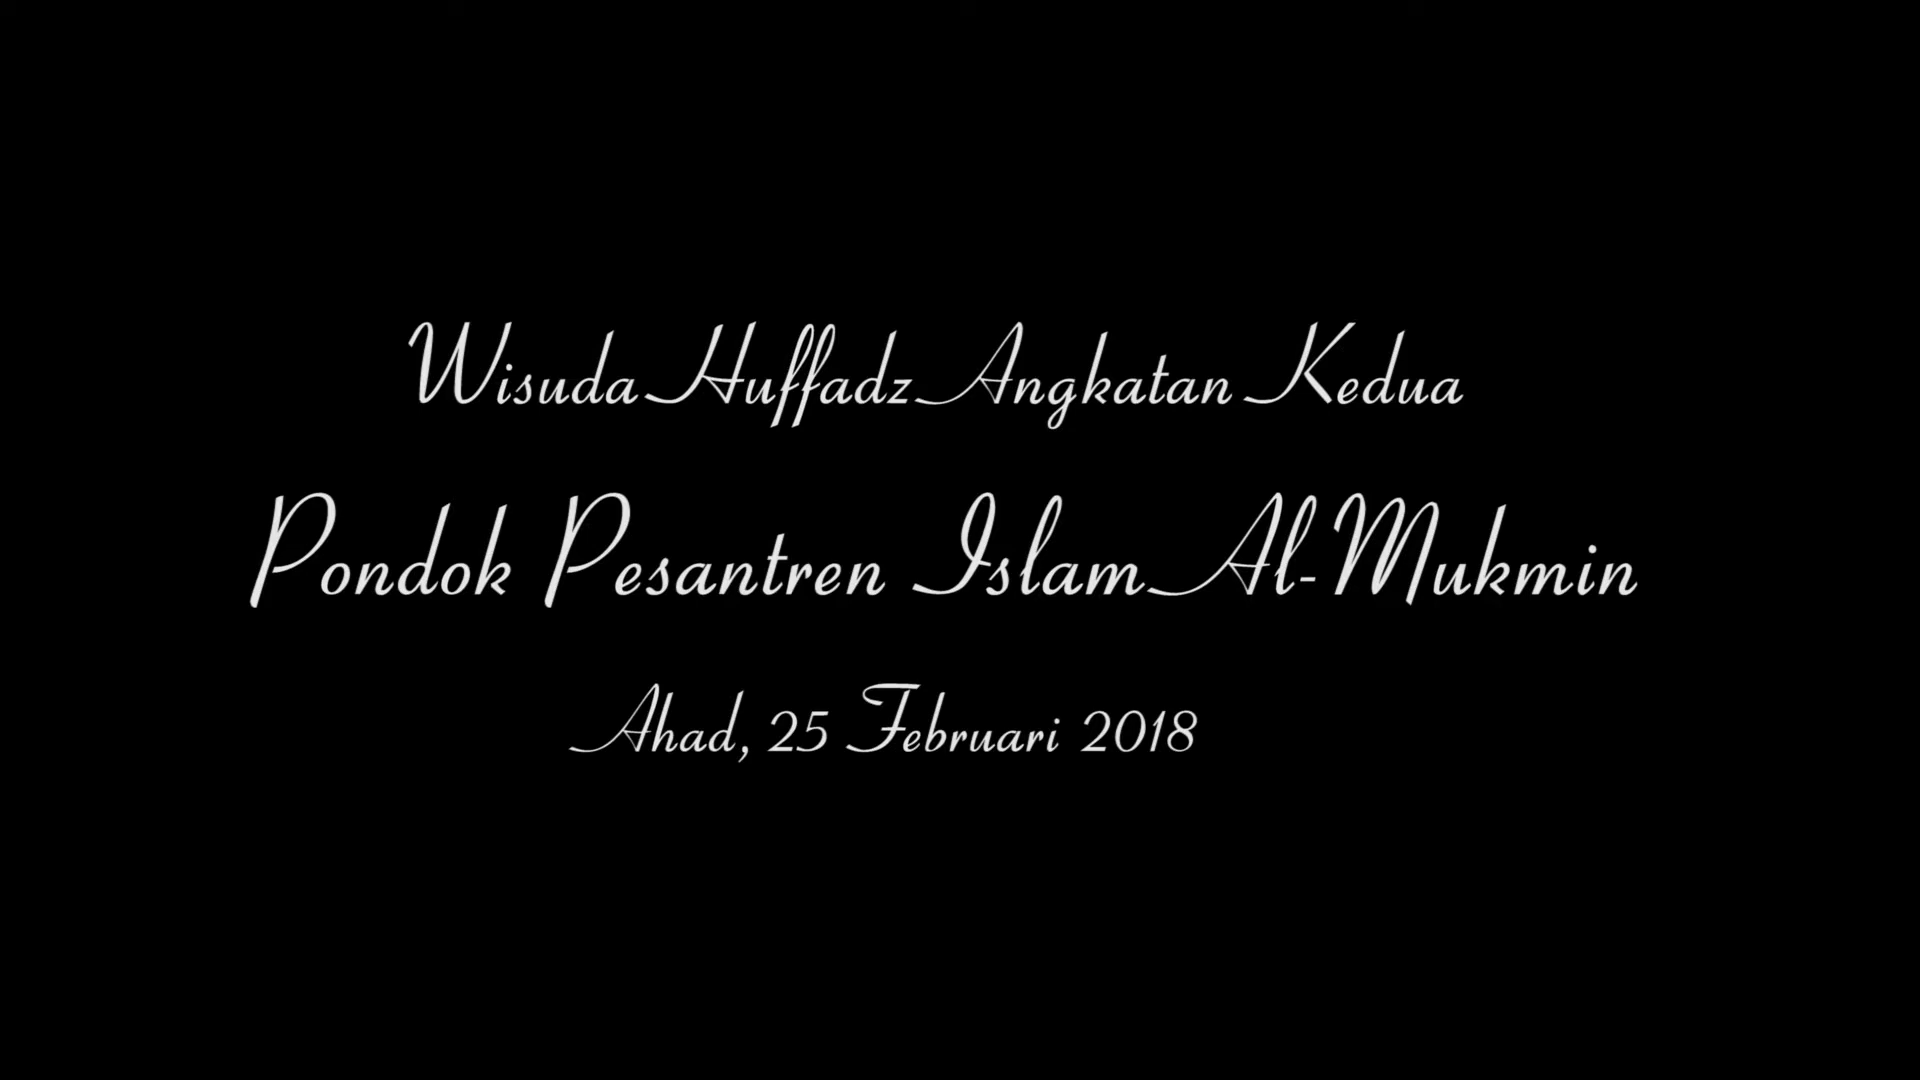 Wisuda Huffadz Angkatan Kedua
Pondok Pesantren Islam Al-Mukmin
Ahad, 25 Februari 2018